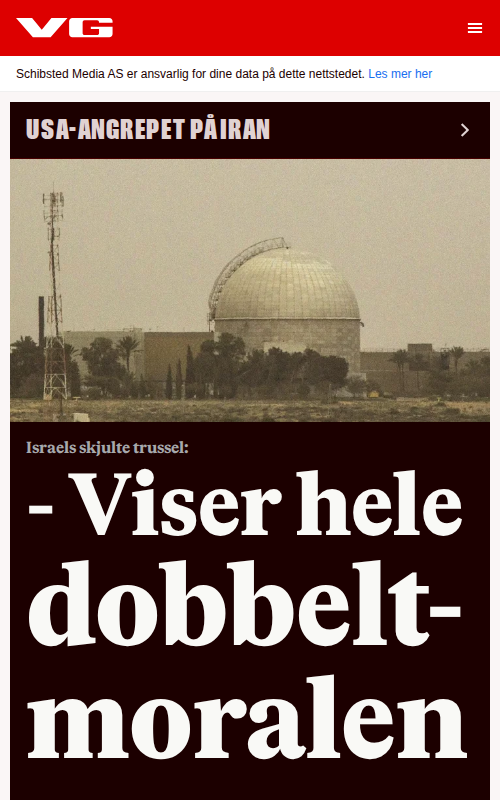 VG
Schibsted Media AS er ansvarlig for dine data på dette nettstedet. Les mer her
USA-ANGREPET PÅ IRAN
Israels skjulte trussel:
- Viser hele
dobbelt-
moralen